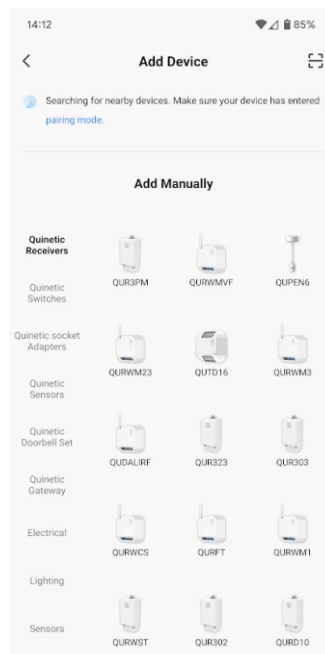 14:12
85%
Add Device
Searching for nearby devices. Make sure your device has entered
pairing mode.
Add Manually
Quinetic
Receivers
Quinetic
Switches
Quinetic socket
Adapters
Quinetic
Sensors
Quinetic
Doorbell Set
Quinetic
Gateway
Electrical
Lighting
Sensors
QUR3PM
QURWMVF
QUPEN6
QURWM23
QUTD16
QURWM3
QUDALIRF
QUR323
QUR303
QURWCS
QURFT
QURWM1
QURWST
QUR302
QURD10